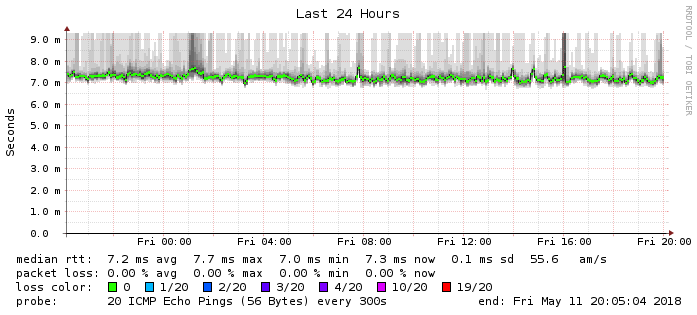 Last 24 Hours
RRDTOOL / TOBI OETIKER
Seconds
9.0 m
8.0 m
7.0 m
6.0 m
5.0 m
4.0 m
3.0 m
2.0 m
1.0 m
0.0
Fri 00:00 Fri 04:00 Fri 08:00 Fri 12:00 Fri 16:00 Fri 20:00
median rtt: 7.2 ms avg 7.7 ms max 7.0 ms min 7.3 ms now 0.1 ms sd 55.6 am/s
packet loss: 0.00 % avg 0.00 % max 0.00 % min 0.00 % now
loss color: 0 1/20 2/20 3/20 4/20 10/20 19/20
probe: 20 ICMP Echo Pings (56 Bytes) every 300s end: Fri May 11 20:05:04 2018